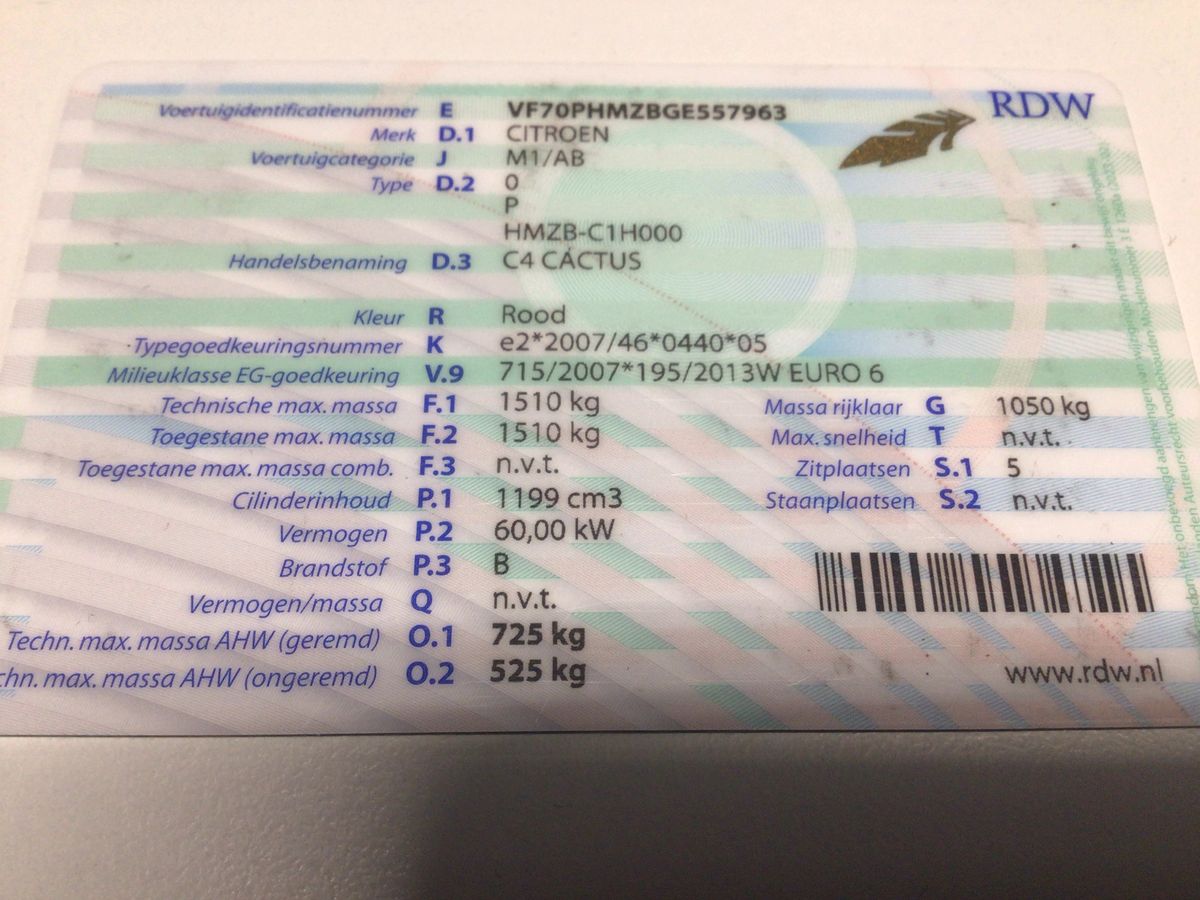 RDW
Voertuigidentificatienummer E VF70PHMZBGE557963
Merk D.1 CITROEN
Voertuigcategorie J M1/AB
Type D.2 0
P
HMZB-C1H000
Handelsbenaming D.3 C4 CACTUS
Kleur R Rood
Typegoedkeuringsnummer K e2*2007/46*0440*05
Milieuklasse EG-goedkeuring V.9 715/2007*195/2013W EURO 6
Technische max. massa F.1 1510 kg Massa rijklaar G 1050 kg
Toegestane max. massa F.2 1510 kg Max. snelheid T n.v.t.
Toegestane max. massa comb. F.3 n.v.t. Zitplaatsen S.1 5
Cilinderinhoud P.1 1199 cm3 Staanplaatsen S.2 n.v.t.
Vermogen P.2 60,00 kW
Brandstof P.3 B
Vermogen/massa Q n.v.t.
Techn. max. massa AHW (geremd) O.1 725 kg
chn. max. massa AHW (ongeremd) O.2 525 kg
www.rdw.nl